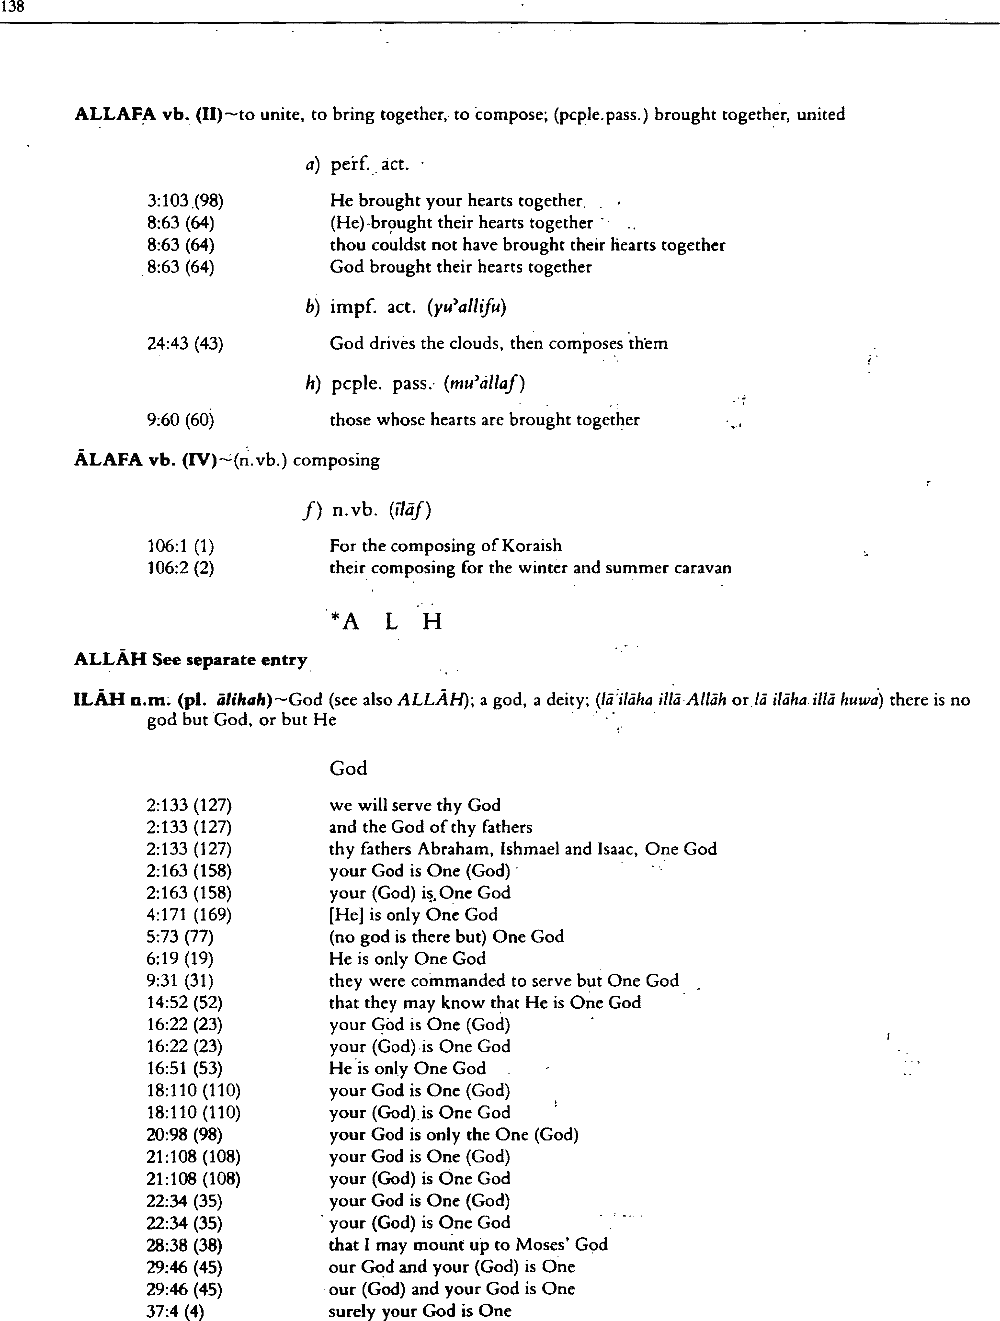 138
ALLAFA vb. (II)~to unite, to bring together, to compose; (pcple.pass.) brought together, united
a) perf. act.
3:103 (98) He brought your hearts together
8:63 (64) (He) brought their hearts together
8:63 (64) thou couldst not have brought their hearts together
8:63 (64) God brought their hearts together
b) impf. act. (yu’allifu)
24:43 (43) God drives the clouds, then composes them
h) pcple. pass. (mu’allaf)
9:60 (60) those whose hearts are brought together
ĀLAFA vb. (IV)~(n.vb.) composing
f) n.vb. (īlāf)
106:1 (1) For the composing of Koraish
106:2 (2) their composing for the winter and summer caravan
*A L H
ALLĀH See separate entry
ILĀH n.m. (pl. ālihah)~God (see also ALLĀH); a god, a deity; (lā ilāha illā Allāh or lā ilāha illā huwa) there is no
god but God, or but He
God
2:133 (127) we will serve thy God
2:133 (127) and the God of thy fathers
2:133 (127) thy fathers Abraham, Ishmael and Isaac, One God
2:163 (158) your God is One (God)
2:163 (158) your (God) is One God
4:171 (169) [He] is only One God
5:73 (77) (no god is there but) One God
6:19 (19) He is only One God
9:31 (31) they were commanded to serve but One God
14:52 (52) that they may know that He is One God
16:22 (23) your God is One (God)
16:22 (23) your (God) is One God
16:51 (53) He is only One God
18:110 (110) your God is One (God)
18:110 (110) your (God) is One God
20:98 (98) your God is only the One (God)
21:108 (108) your God is One (God)
21:108 (108) your (God) is One God
22:34 (35) your God is One (God)
22:34 (35) your (God) is One God
28:38 (38) that I may mount up to Moses’ God
29:46 (45) our God and your (God) is One
29:46 (45) our (God) and your God is One
37:4 (4) surely your God is One